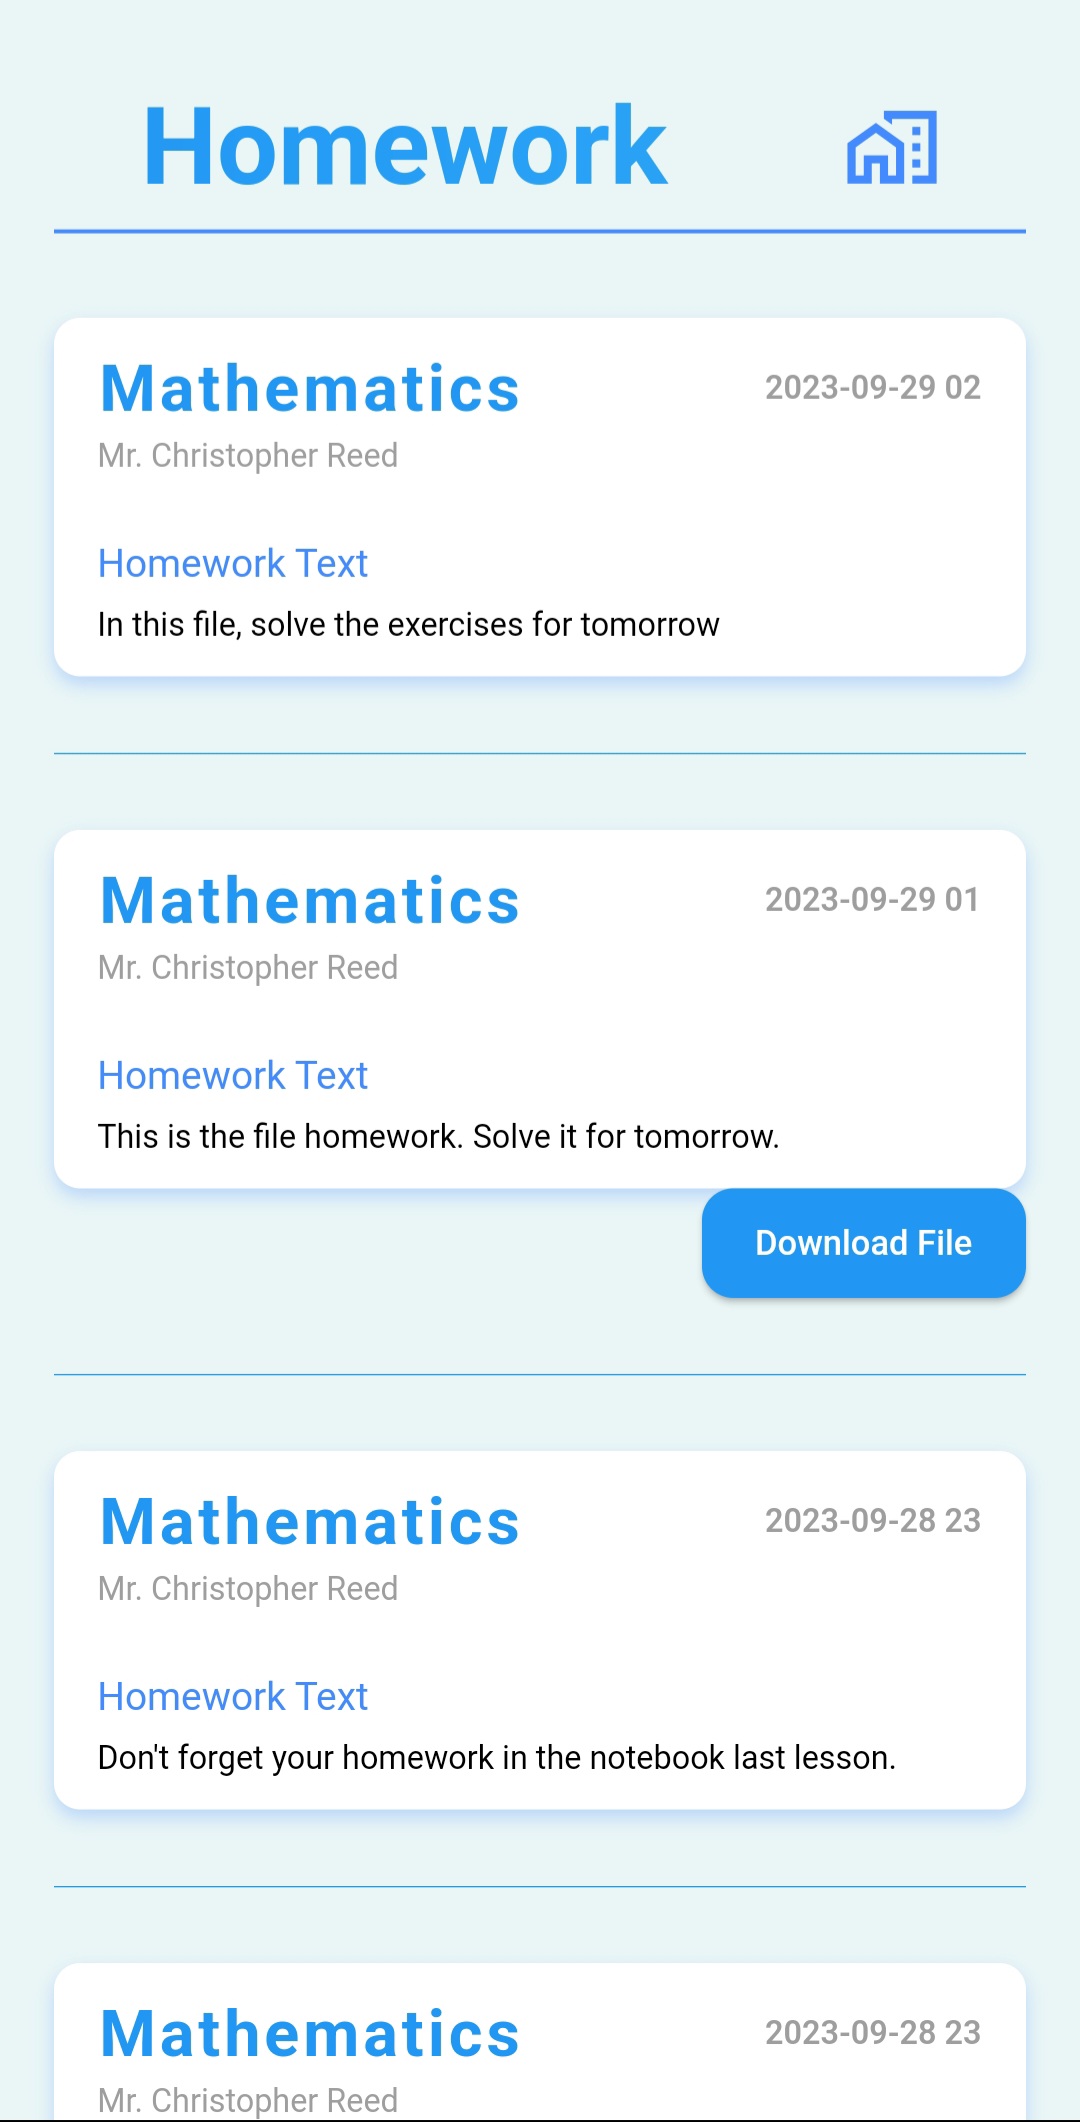 Homework
Mathematics
2023-09-29 02
Mr. Christopher Reed
Homework Text
In this file, solve the exercises for tomorrow
Mathematics
2023-09-29 01
Mr. Christopher Reed
Homework Text
This is the file homework. Solve it for tomorrow.
Download File
Mathematics
2023-09-28 23
Mr. Christopher Reed
Homework Text
Don't forget your homework in the notebook last lesson.
Mathematics
2023-09-28 23
Mr. Christopher Reed